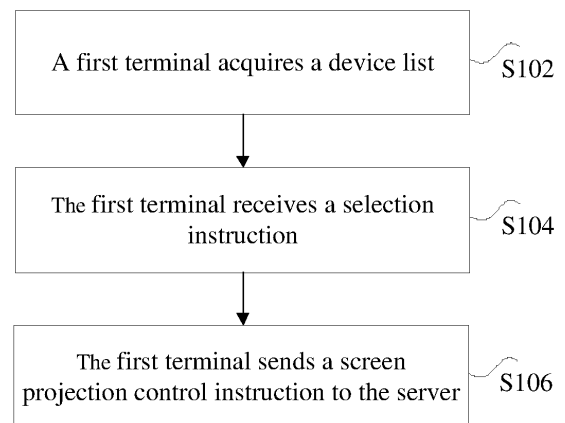 A first terminal acquires a device list
S102
The first terminal receives a selection
instruction
S104
The first terminal sends a screen
projection control instruction to the server
S106